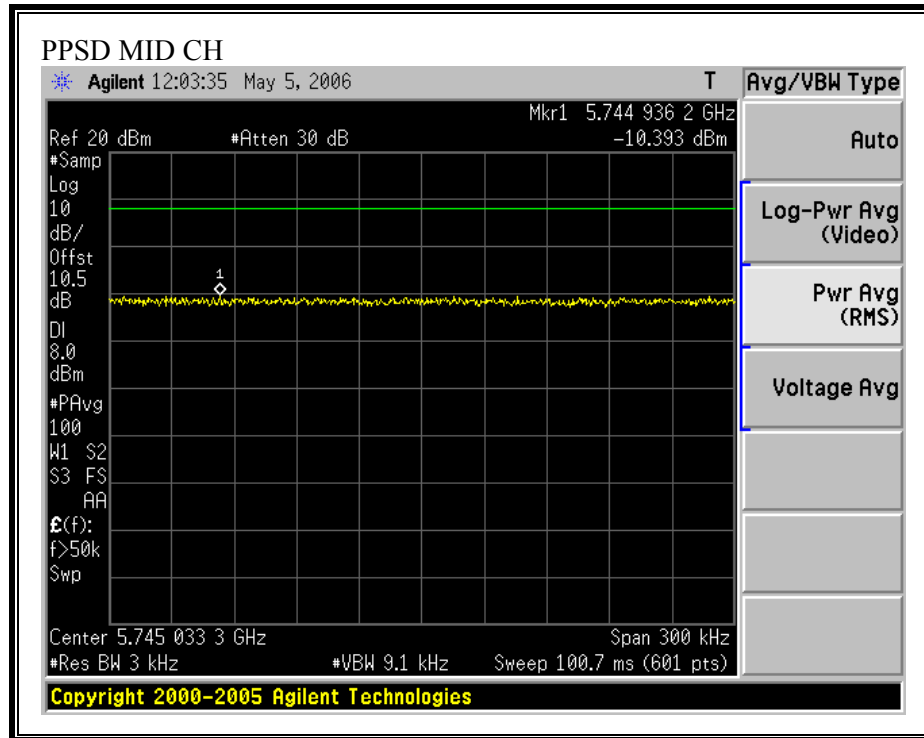 PPSD MID CH
Agilent 12:03:35 May 5, 2006 T
Avg/VBW Type
Mkr1 5.744 936 2 GHz
Ref 20 dBm #Atten 30 dB -10.393 dBm
#Samp
Log
10
dB/
Offst
10.5
dB
DI
8.0
dBm
#PAvg
100
W1 S2
S3 FS
AA
£(f):
f>50k
Swp
1
Center 5.745 033 3 GHz Span 300 kHz
#Res BW 3 kHz #VBW 9.1 kHz Sweep 100.7 ms (601 pts)
Auto
Log-Pwr Avg
(Video)
Pwr Avg
(RMS)
Voltage Avg
Copyright 2000-2005 Agilent Technologies